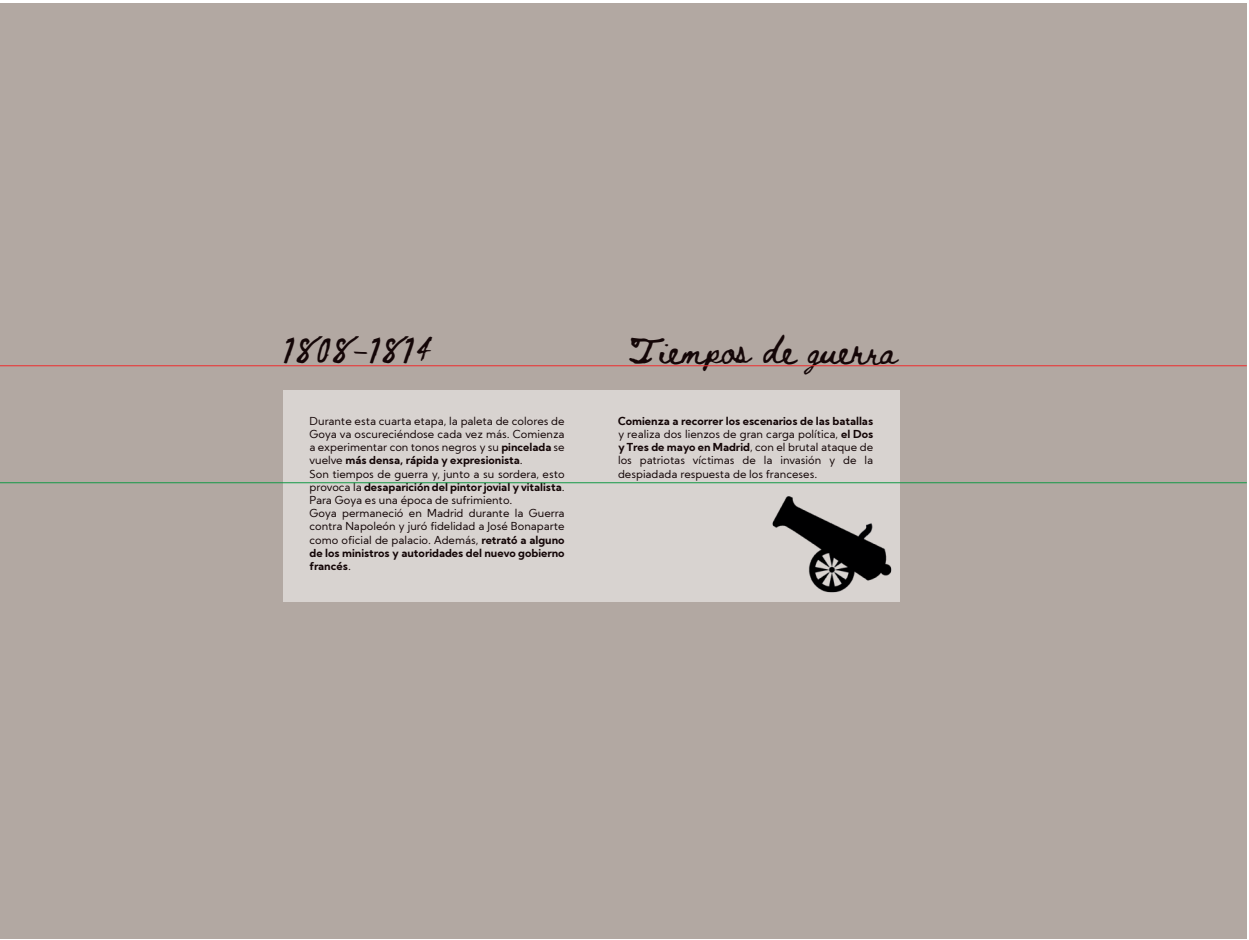 1808-1814
Tiempos de guerra
Durante esta cuarta etapa, la paleta de colores de
Goya va oscureciéndose cada vez más. Comienza
a experimentar con tonos negros y su pincelada se
vuelve más densa, rápida y expresionista.
Son tiempos de guerra y, junto a su sordera, esto
provoca la desaparición del pintor jovial y vitalista.
Para Goya es una época de sufrimiento.
Goya permaneció en Madrid durante la Guerra
contra Napoleón y juró fidelidad a José Bonaparte
como oficial de palacio. Además, retrató a alguno
de los ministros y autoridades del nuevo gobierno
francés.
Comienza a recorrer los escenarios de las batallas
y realiza dos lienzos de gran carga política, el Dos
y Tres de mayo en Madrid, con el brutal ataque de
los patriotas víctimas de la invasión y de la
despiadada respuesta de los franceses.